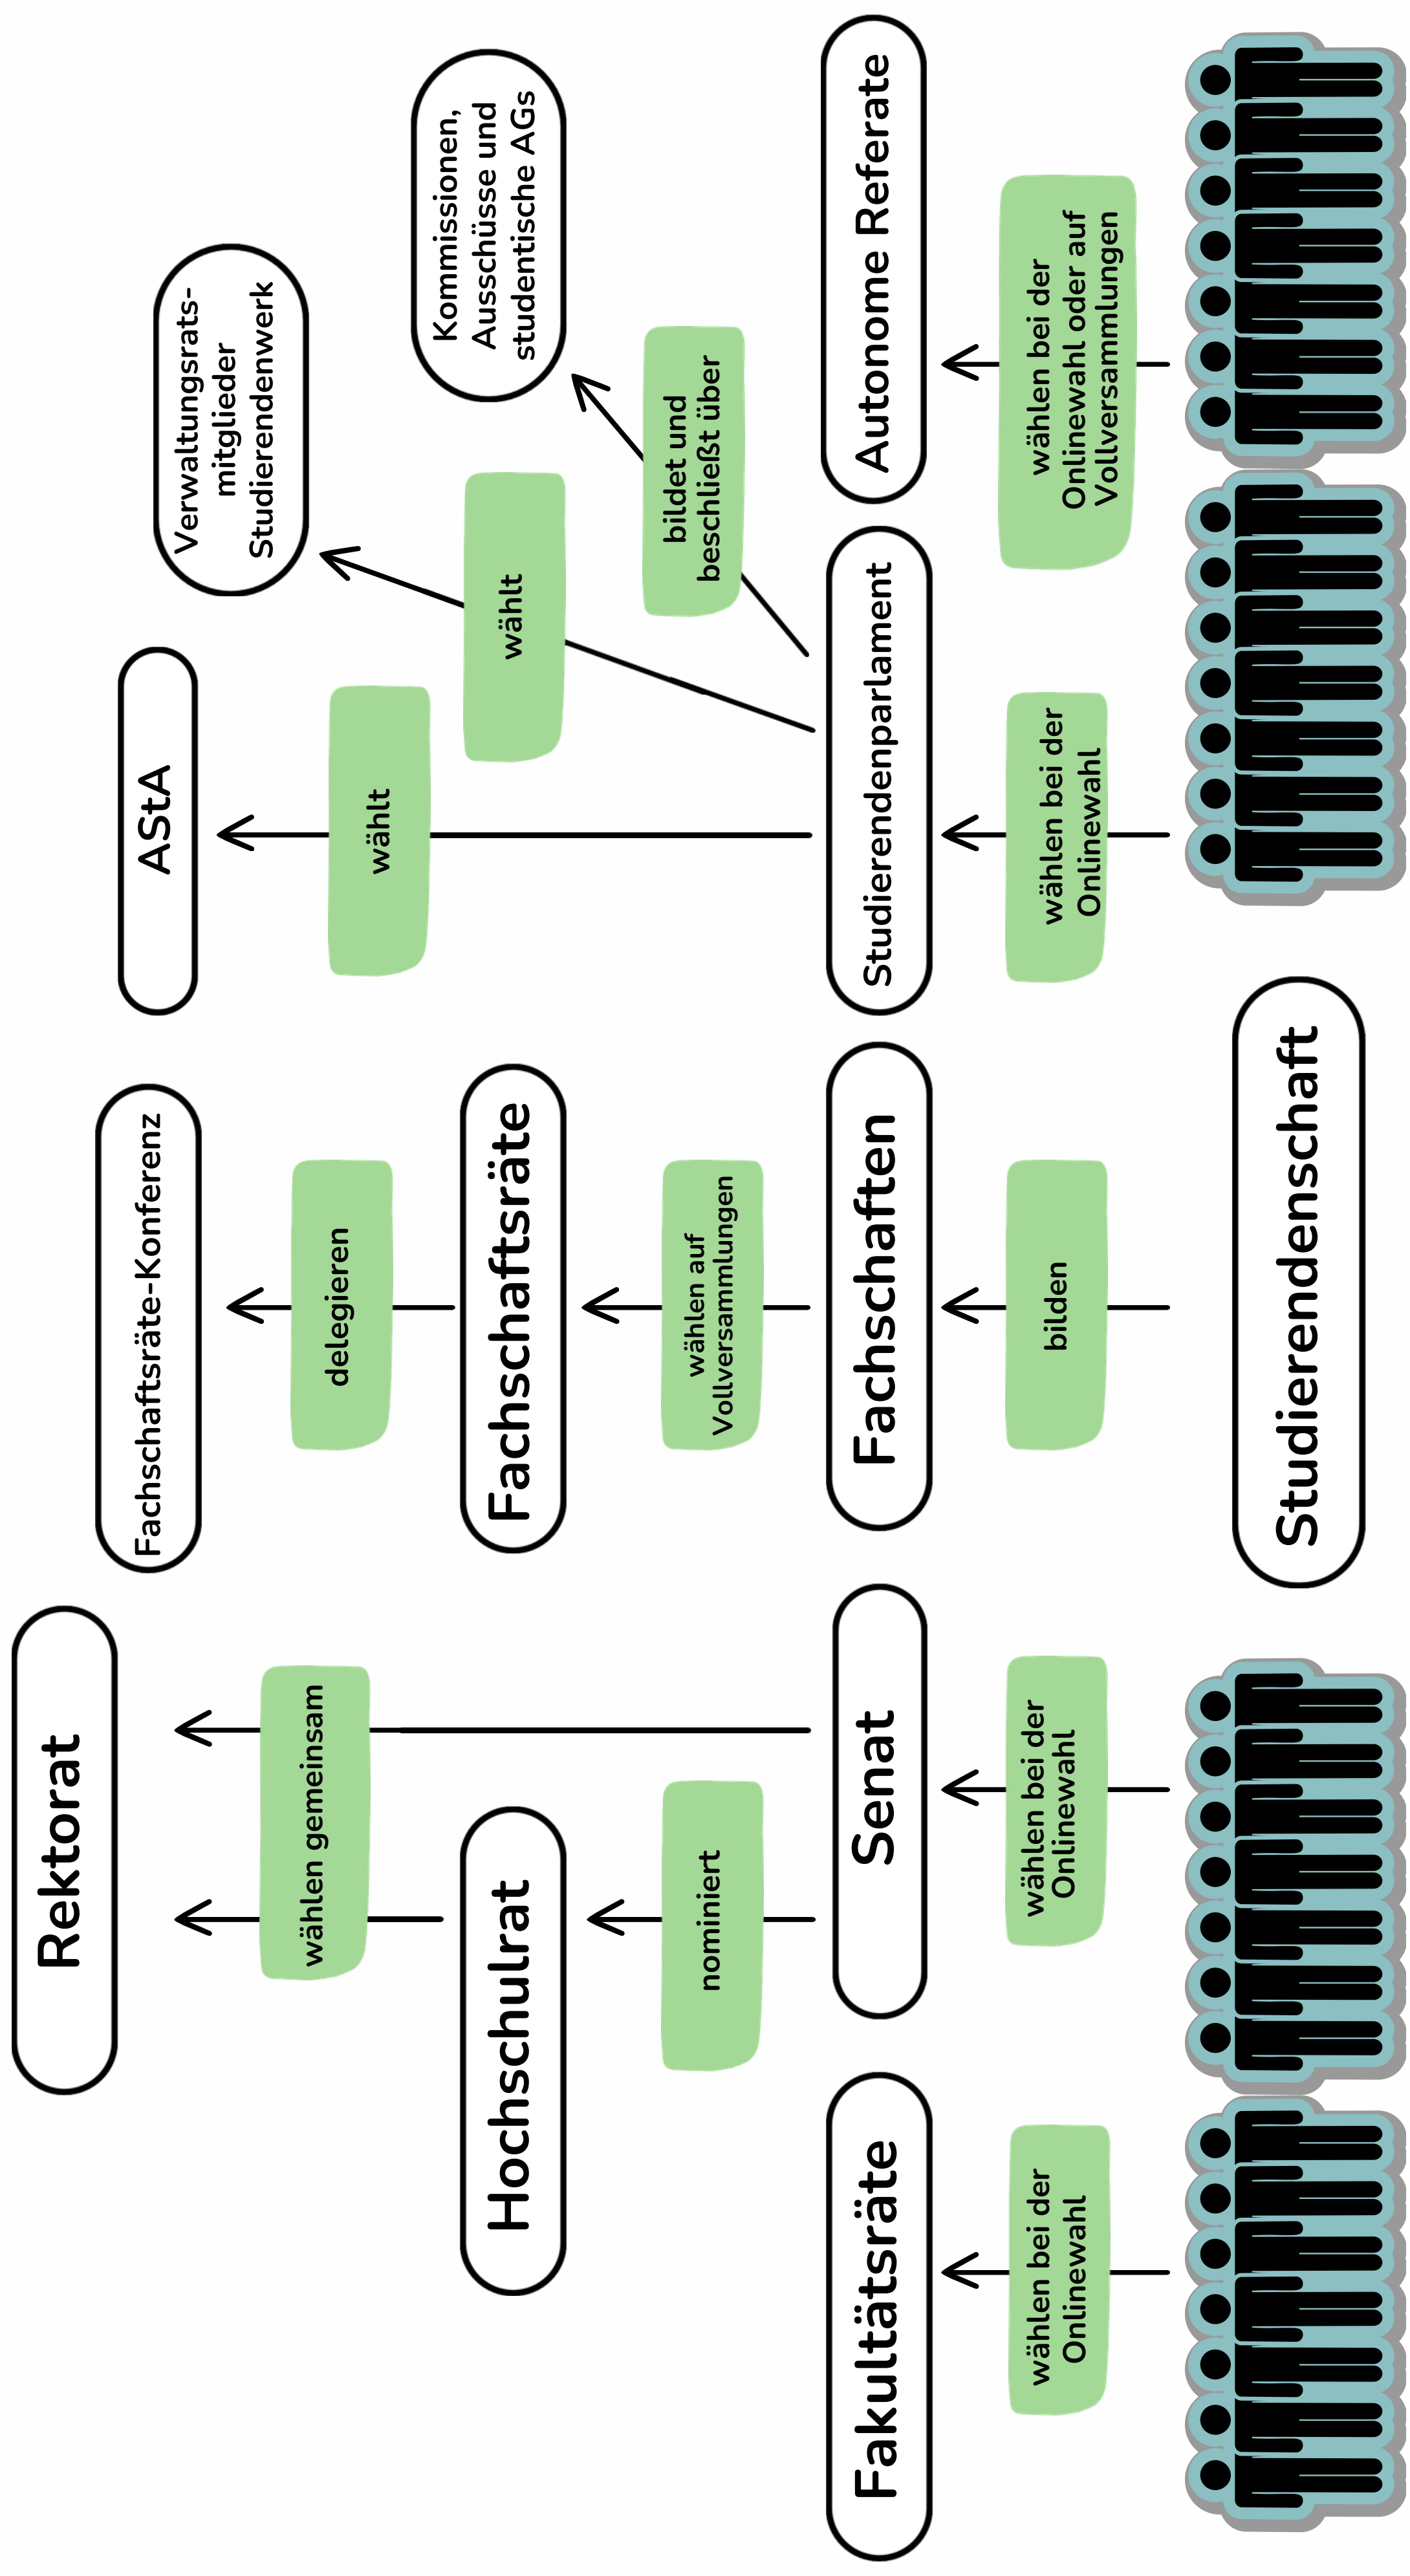 Rektorat
Fachschaftsräte-Konferenz
AStA
Verwaltungsrats-
mitglieder
Studierendenwerk
wählen gemeinsam
delegieren
wählt
Kommissionen,
Ausschüsse und
studentische AGs
Hochschulrat
Fachschaftsräte
wählt
nominiert
wählen auf
Vollversammlungen
bildet und
beschließt über
Fakultätsräte
Senat
Fachschaften
Studierendenparlament
Autonome Referate
wählen bei der
Onlinewahl
wählen bei der
Onlinewahl
bilden
wählen bei der
Onlinewahl
wählen bei der
Onlinewahl oder auf
Vollversammlungen
Studierendenschaft